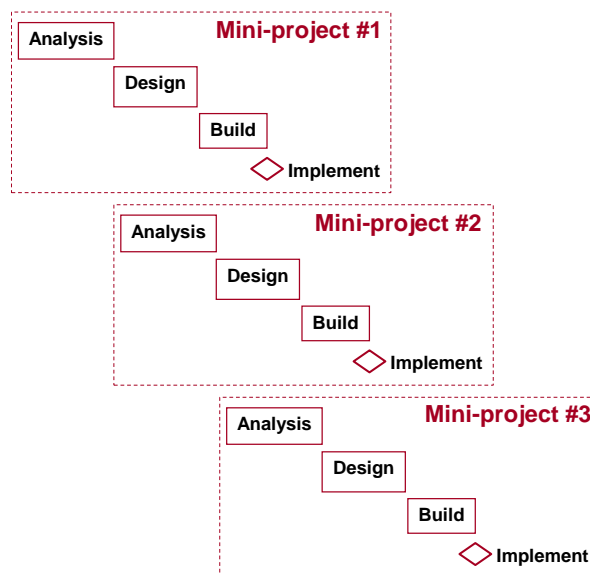 Mini-project #1
Analysis
Design
Build
Implement
Mini-project #2
Analysis
Design
Build
Implement
Mini-project #3
Analysis
Design
Build
Implement